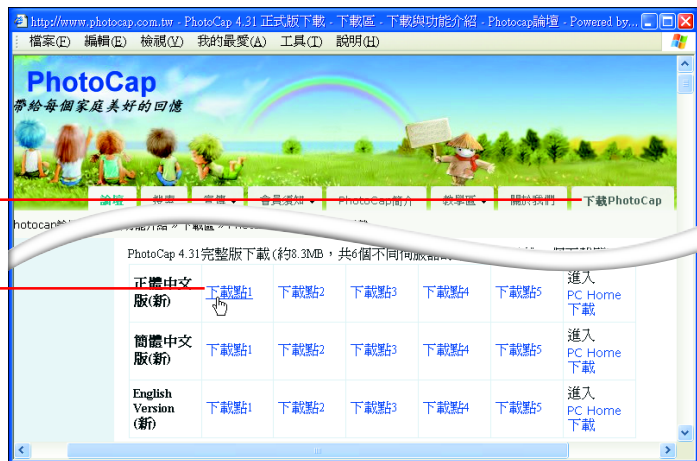 http://www.photocap.com.tw - PhotoCap 4.31 正式版下載 - 下載區 - 下載與功能介紹 - Photocap論壇 - Powered by...
檔案(F) 編輯(E) 檢視(V) 我的最愛(A) 工具(T) 說明(H)
PhotoCap
帶給每個家庭美好的回憶
論壇 搜索 宣傳 會員須知 PhotoCap簡介 教學區 關於我們 下載PhotoCap
PhotoCap 4.31完整版下載 (約8.3MB，共6個不同伺服器
正體中文版(新) 下載點1 下載點2 下載點3 下載點4 下載點5 進入 PC Home 下載
簡體中文版(新) 下載點1 下載點2 下載點3 下載點4 下載點5 進入 PC Home 下載
English Version (新) 下載點1 下載點2 下載點3 下載點4 下載點5 進入 PC Home 下載